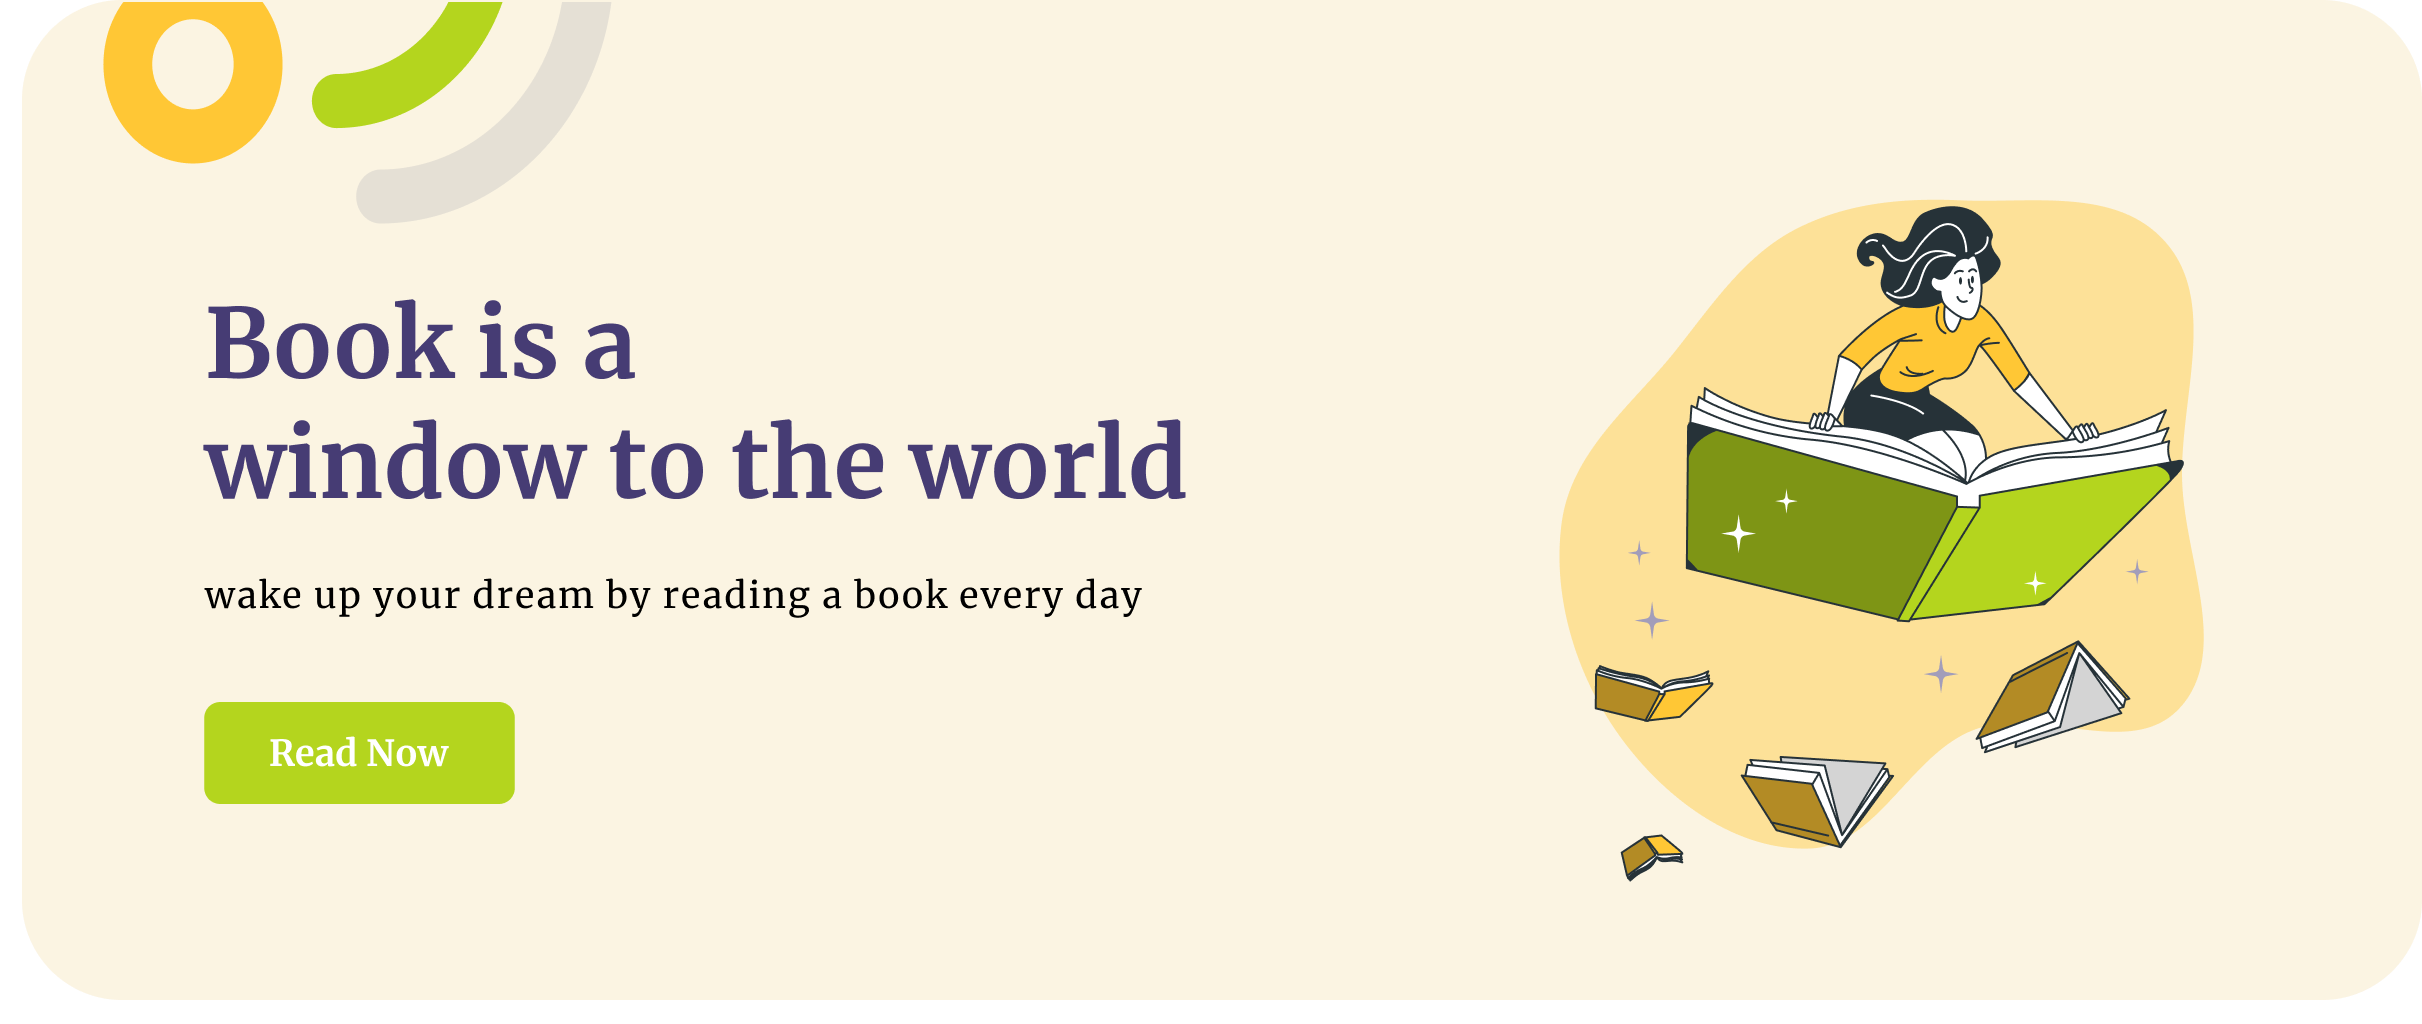 Book is a
window to the world
wake up your dream by reading a book every day
Read Now